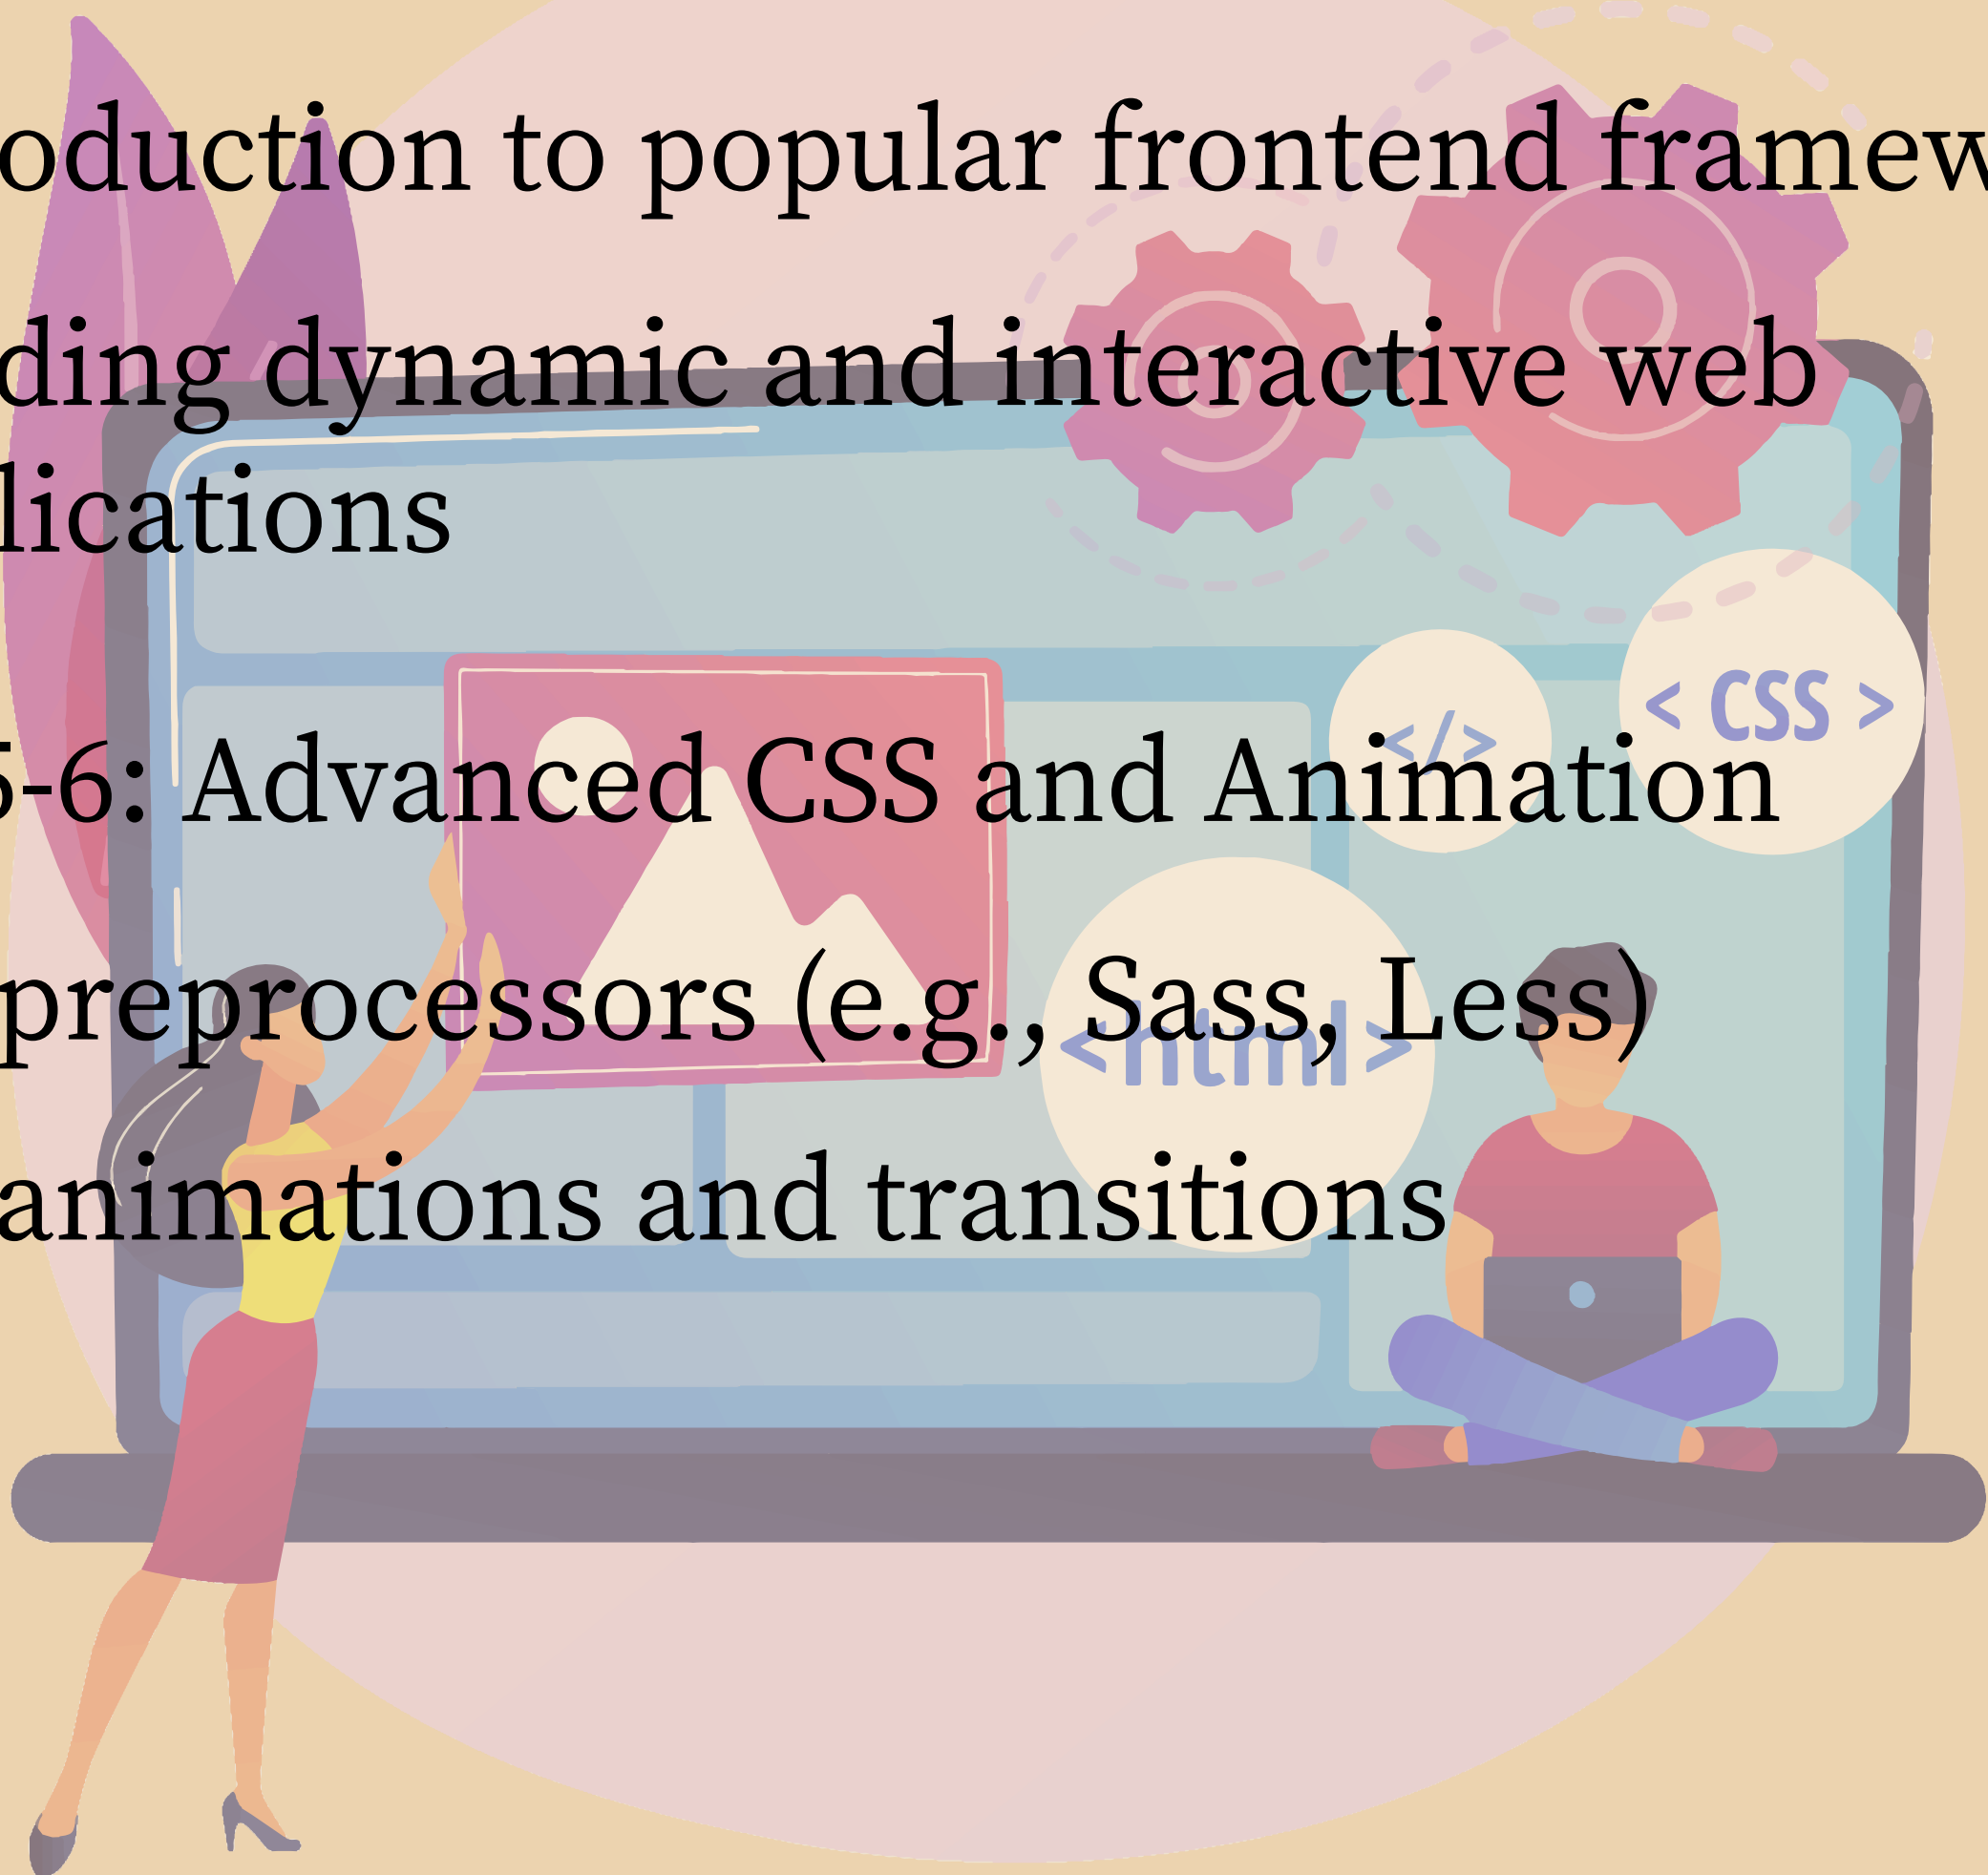 oduction to popular frontend framew
ding dynamic and interactive web
lications
< CSS >
</>
5-6: Advanced CSS and Animation
preprocessors (e.g., Sass, Less)
<html>
animations and transitions